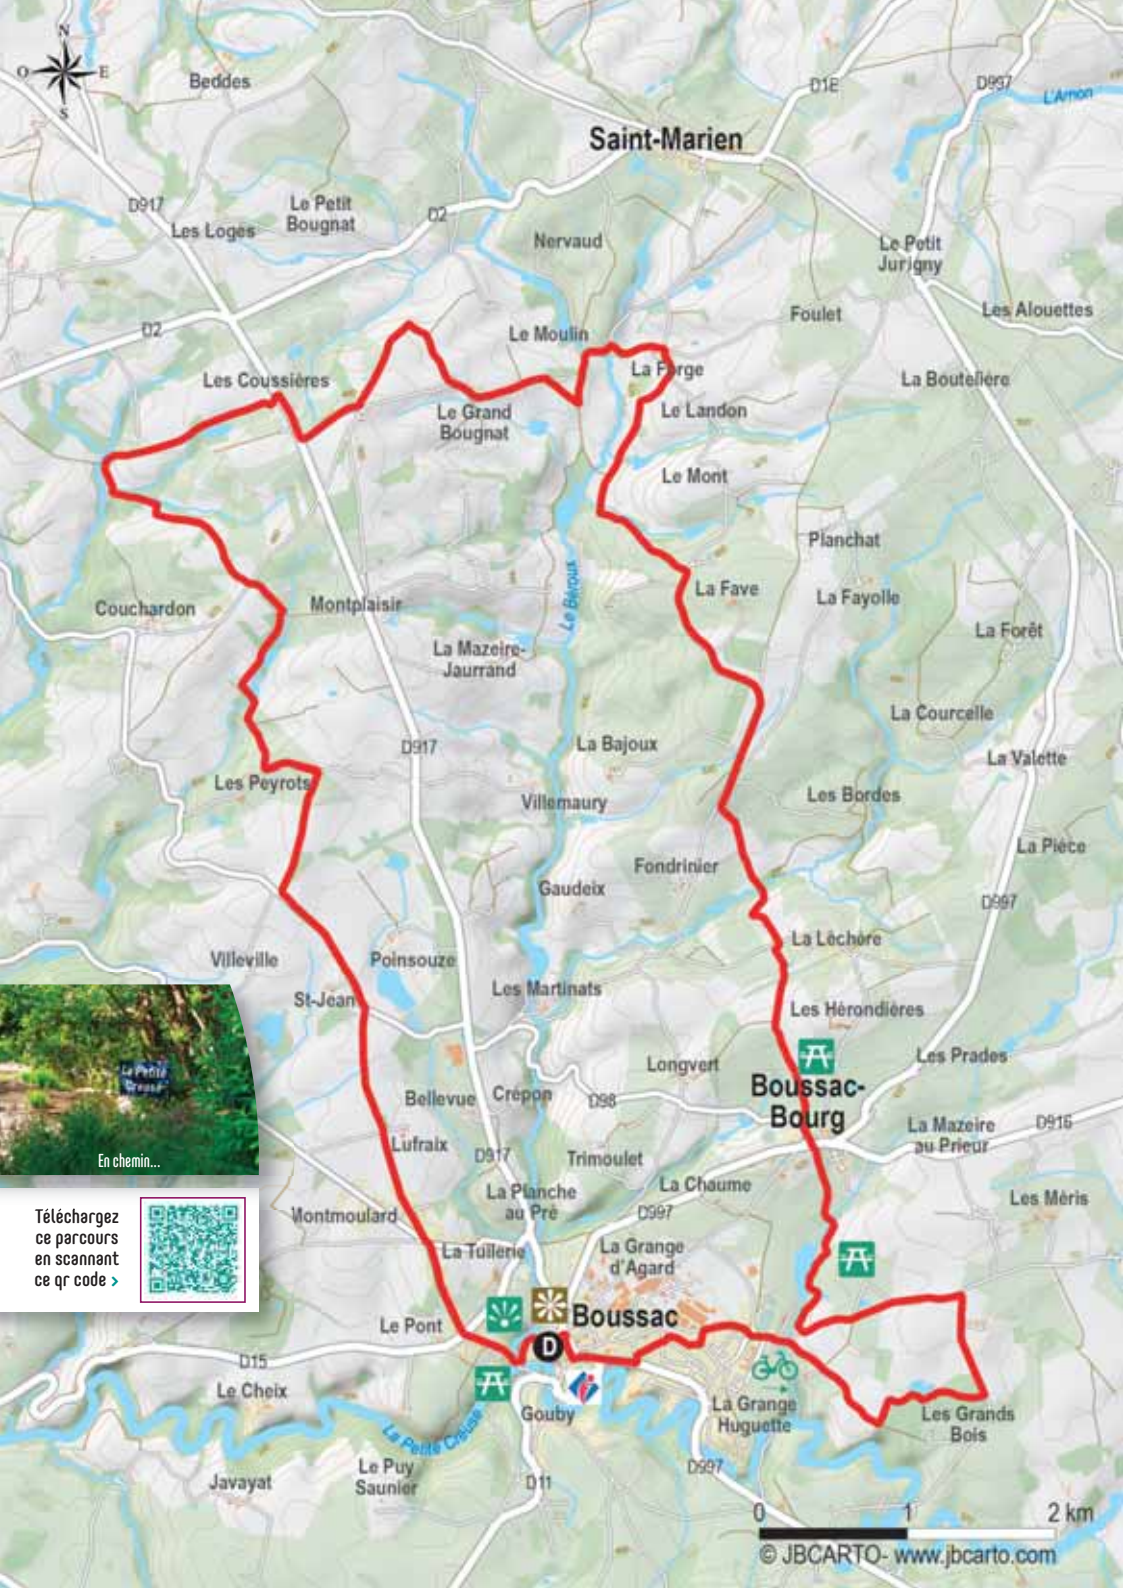 N
O
E
S
Beddes
D1E
D997
L'Arnon
Saint-Marien
D917
Le Petit
Bougnat
D2
Les Loges
Nervaud
Le Petit
Jurigny
Foulet
Les Alouettes
D2
Le Moulin
Les Coussières
La Forge
La Boutelière
Le Grand
Bougnat
Le Landon
Le Mont
Planchat
Couchardon
Montplaisir
Le Béroux
La Fave
La Fayolle
La Forêt
La Mazeire-
Jaurrand
La Courcelle
D917
La Bajoux
La Valette
Les Peyrots
Villemaury
Les Bordes
La Pièce
Fondrinier
Gaudeix
D997
Villeville
Poinsouze
La Lèchère
St-Jean
Les Martinats
Les Hérondières
Longvert
Les Prades
Boussac-
Bourg
Bellevue
Crépon
D98
La Mazeire
au Prieur
D916
Lufraix
D917
Trimoulet
La Petite
Creuse
En chemin...
La Planche
au Pré
La Chaume
Les Méris
Téléchargez
ce parcours
en scannant
ce qr code >
Montmoulard
D997
La Tuilerie
La Grange
d'Agard
Le Pont
Boussac
D
D15
Le Cheix
La Petite Creuse
Gouby
La Grange
Huguette
Les Grands
Bois
Javayat
Le Puy
Saunier
D11
D997
0 1 2 km
© JBCARTO- www.jbcarto.com